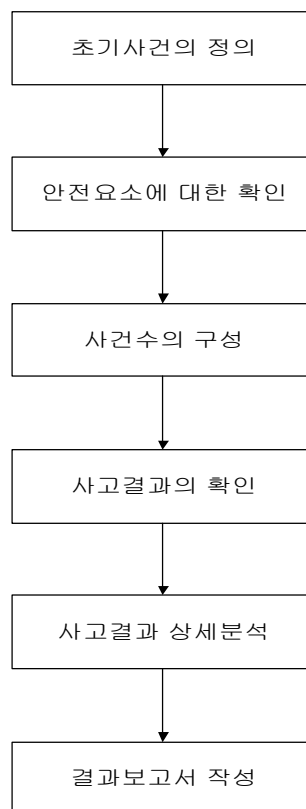 초기사건의 정의
안전요소에 대한 확인
사건수의 구성
사고결과의 확인
사고결과 상세분석
결과보고서 작성